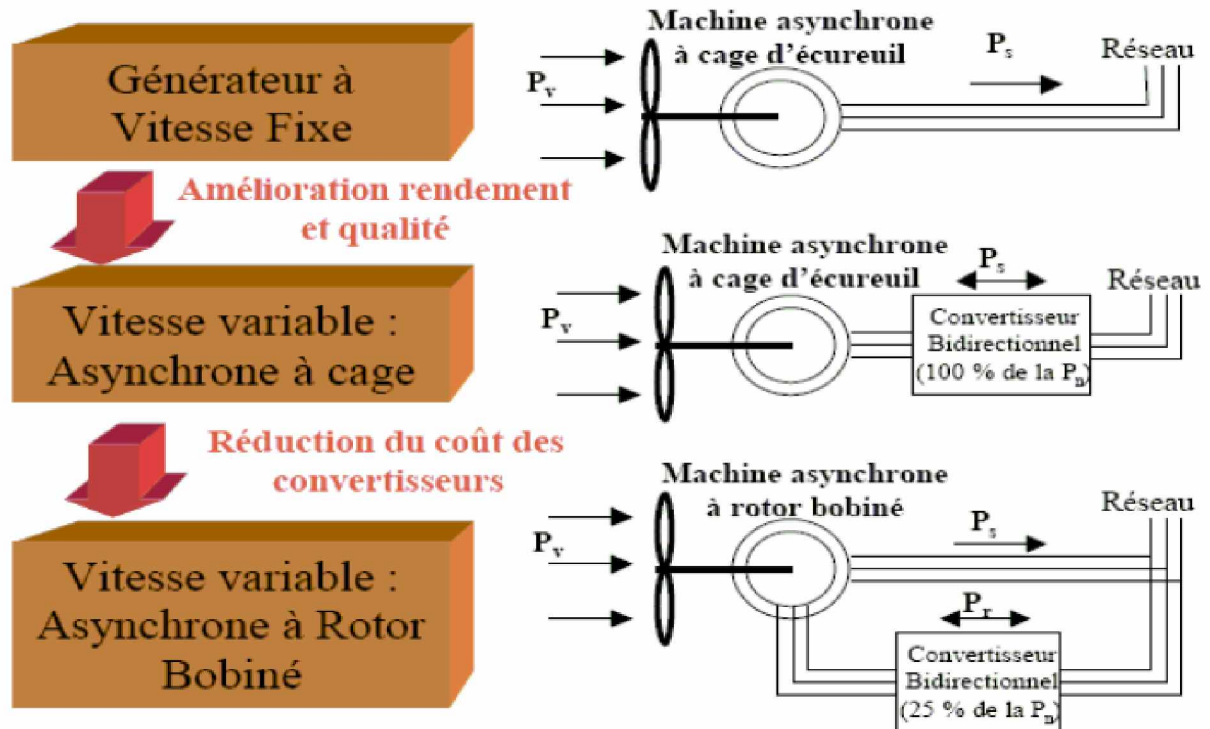 Générateur à
Vitesse Fixe
Machine asynchrone
à cage d'écureuil
Pv
Ps
Réseau
Amélioration rendement
et qualité
Vitesse variable :
Asynchrone à cage
Machine asynchrone
à cage d'écureuil
Pv
Ps
Réseau
Convertisseur
Bidirectionnel
(100 % de la Pn)
Réduction du coût des
convertisseurs
Vitesse variable :
Asynchrone à Rotor
Bobiné
Machine asynchrone
à rotor bobiné
Pv
Ps
Réseau
Pr
Convertisseur
Bidirectionnel
(25 % de la Pn)